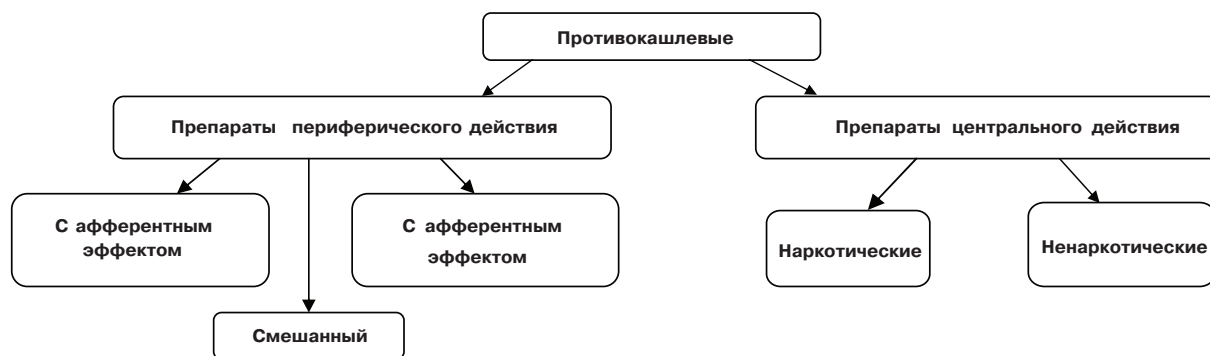 Противокашлевые
Препараты периферического действия
Препараты центрального действия
С афферентным
эффектом
С афферентным
эффектом
Наркотические
Ненаркотические
Смешанный